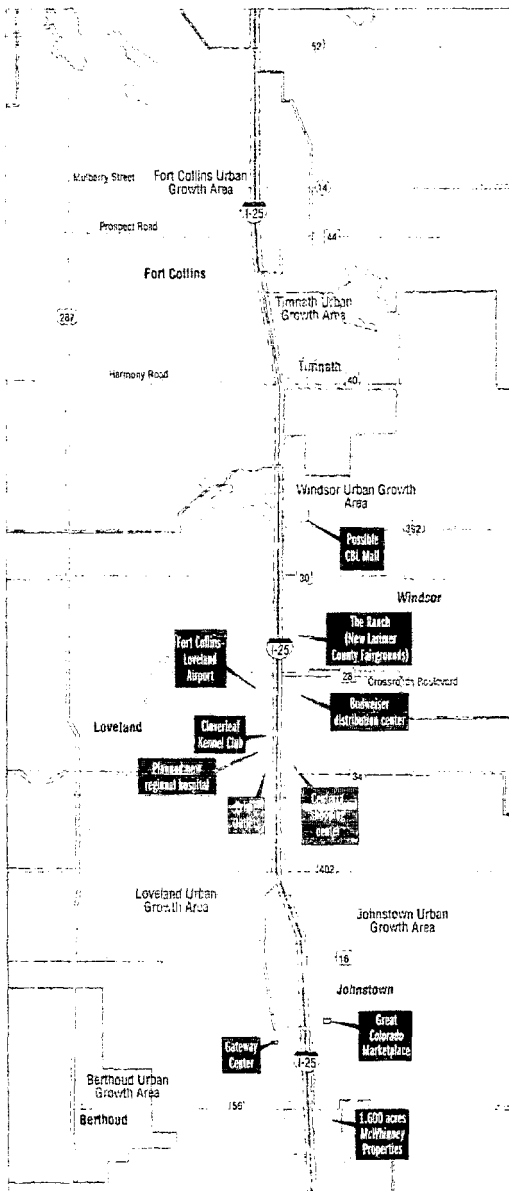 52
Mulberry Street
Fort Collins Urban
Growth Area
14
I-25
Prospect Road
44
Fort Collins
Timnath Urban
Growth Area
287
Harmony Road
Timnath
40
Windsor Urban Growth
Area
392
Possible
CBL Mall
30
Windsor
The Ranch
(New Larimer
County Fairgrounds)
Fort Collins-
Loveland
Airport
I-25
28
Crossroads Boulevard
Budweiser
distribution center
Loveland
Cloverleaf
Kennel Club
Planned new
regional hospital
34
center
402
Loveland Urban
Growth Area
Johnstown Urban
Growth Area
16
Johnstown
Great
Colorado
Marketplace
Gateway
Center
I-25
Berthoud Urban
Growth Area
56
Berthoud
1,600 acres
McWhinney
Properties